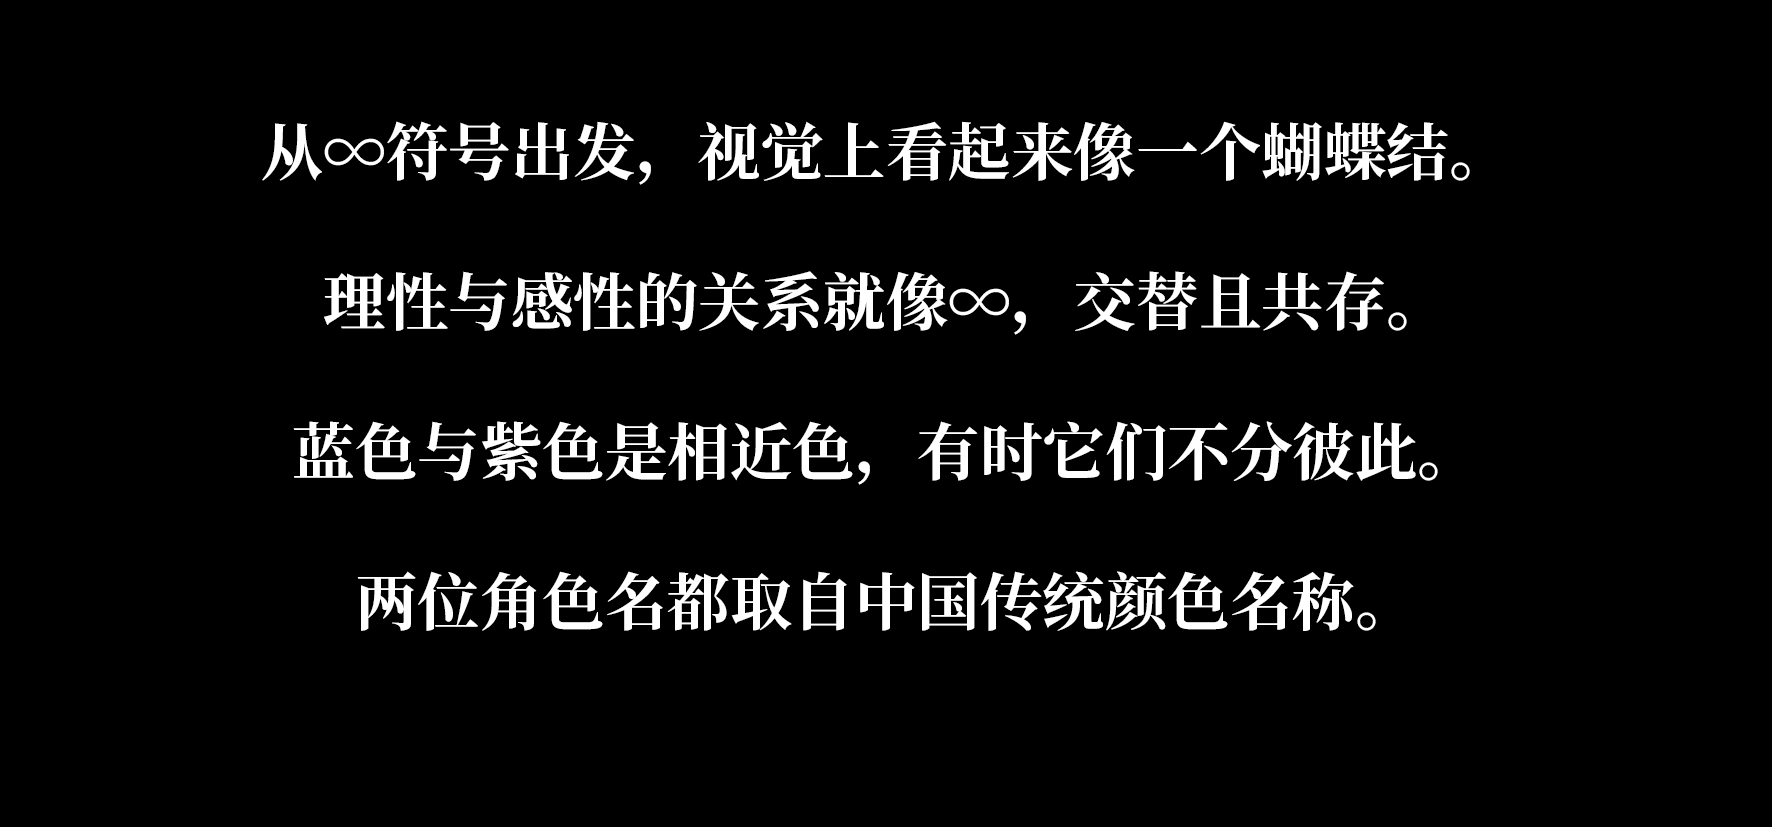 从∞符号出发，视觉上看起来像一个蝴蝶结。
理性与感性的关系就像∞，交替且共存。
蓝色与紫色是相近色，有时它们不分彼此。
两位角色名都取自中国传统颜色名称。